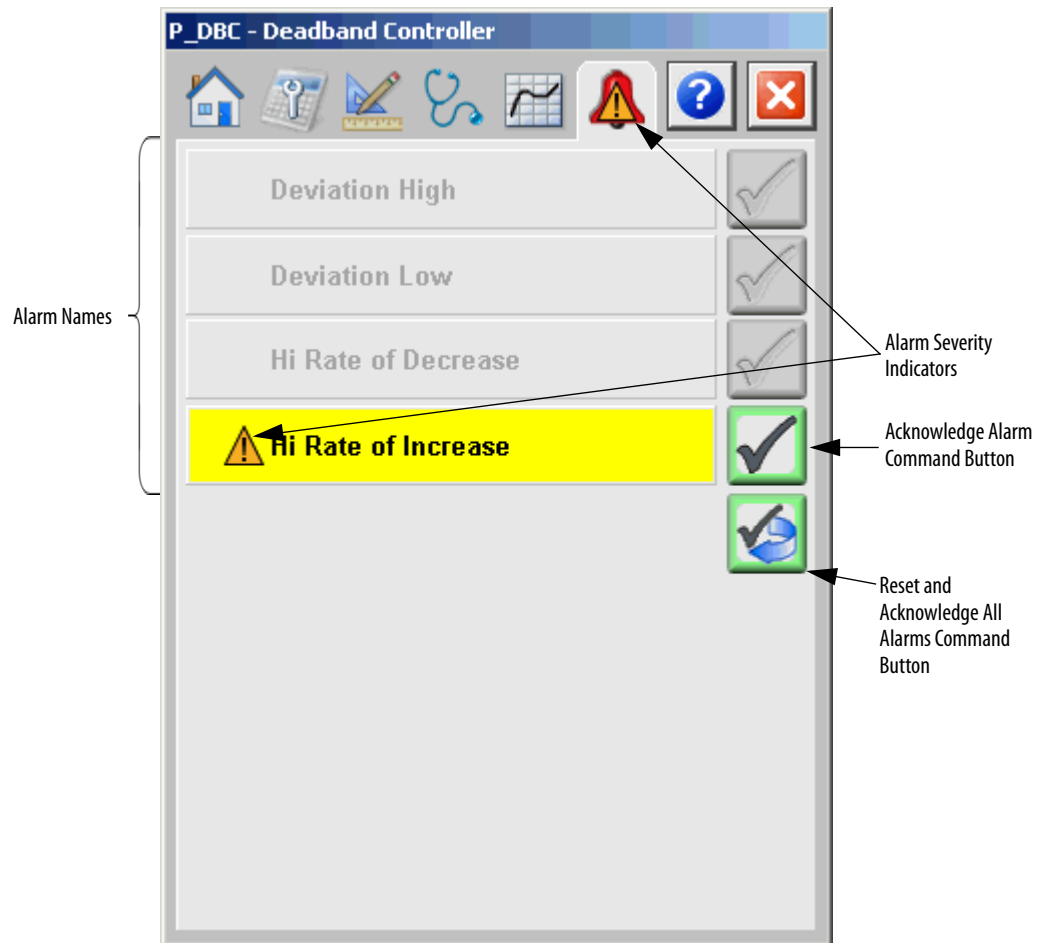 P_DBC - Deadband Controller
Deviation High
Deviation Low
Alarm Names
Hi Rate of Decrease
Alarm Severity
Indicators
Hi Rate of Increase
Acknowledge Alarm
Command Button
Reset and
Acknowledge All
Alarms Command
Button